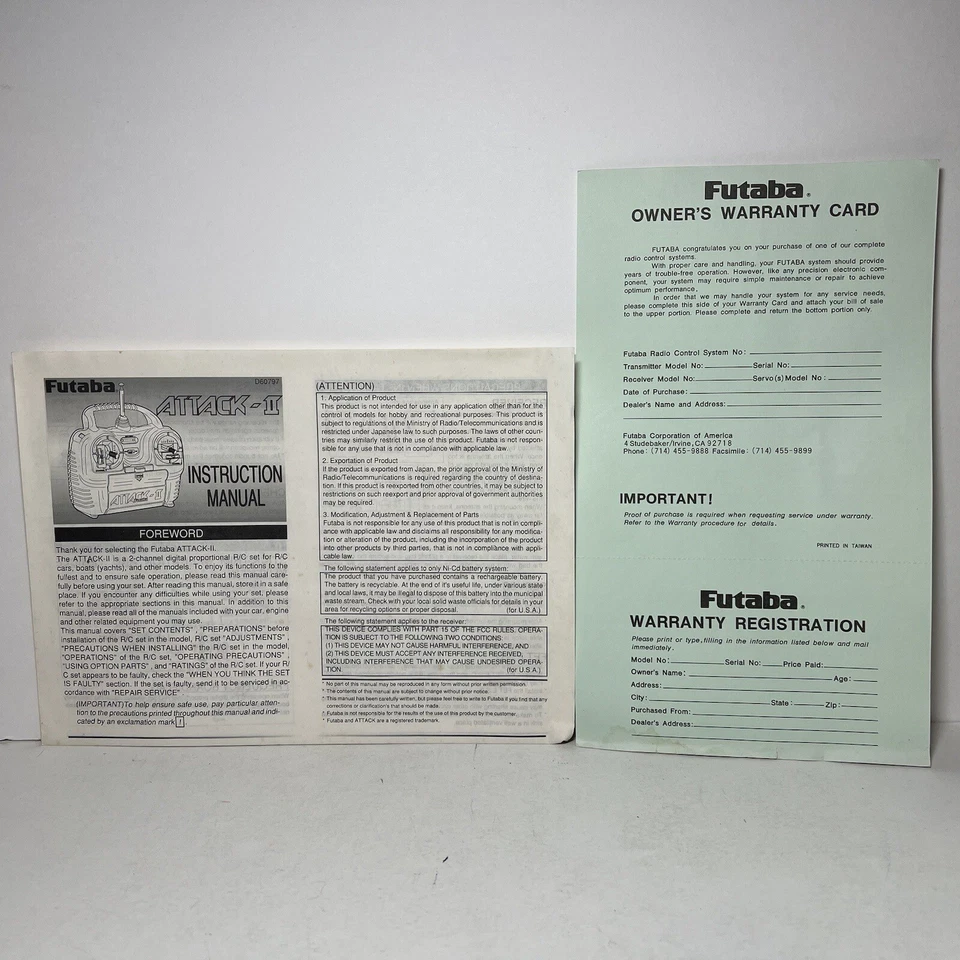 Futaba
D60797
ATTACK-II
ATTACK-II
INSTRUCTION
MANUAL
FOREWORD
Thank you for selecting the Futaba ATTACK-II.
The ATTACK-II is a 2-channel digital proportional R/C set for R/C
cars, boats (yachts), and other models. To enjoy its functions to the
fullest and to ensure safe operation, please read this manual care-
fully before using your set. After reading this manual, store it in a safe
place. If you encounter any difficulties while using your set, please
refer to the appropriate sections in this manual. In addition to this
manual, please read all of the manuals included with your car, engine
and other related equipment you may use.
This manual covers "SET CONTENTS" , "PREPARATIONS" before
installation of the R/C set in the model, R/C set "ADJUSTMENTS" ,
"PRECAUTIONS WHEN INSTALLING" the R/C set in the model,
"OPERATIONS" of the R/C set, "OPERATING PRECAUTIONS" ,
"USING OPTION PARTS" , and "RATINGS" of the R/C set. If your R/
C set appears to be faulty, check the "WHEN YOU THINK THE SET
IS FAULTY" section. If the set is faulty, send it to be serviced in ac-
cordance with "REPAIR SERVICE"
(IMPORTANT)To help ensure safe use, pay particular atten-
tion to the precautions printed throughout this manual and indi-
cated by an exclamation mark !
(ATTENTION)
1. Application of Product
This product is not intended for use in any application other than for the
control of models for hobby and recreational purposes. This product is
subject to regulations of the Ministry of Radio/Telecommunications and is
restricted under Japanese law to such purposes. The laws of other coun-
tries may similarly restrict the use of this product. Futaba is not respon-
sible for any use that is not in compliance with applicable law.
2. Exportation of Product
If the product is exported from Japan, the prior approval of the Ministry of
Radio/Telecommunications is required regarding the country of destina-
tion. If this product is reexported from other countries, it may be subject to
restrictions on such reexport and prior approval of government authorities
may be required.
3. Modification, Adjustment & Replacement of Parts
Futaba is not responsible for any use of this product that is not in compli-
ance with applicable law and disclaims all responsibility for any modifica-
tion or alteration of the product, including the incorporation of the product
into other products by third parties, that is not in compliance with appli-
cable law.
The following statement applies to only Ni-Cd battery system:
The product that you have purchased contains a rechargeable battery.
The battery is recyclable. At the end of it's useful life, under various state
and local laws, it may be illegal to dispose of this battery into the municipal
waste stream. Check with your local solid waste officials for details in your
area for recycling options or proper disposal. (for U.S.A.)
The following statement applies to the receiver:
THIS DEVICE COMPLIES WITH PART 15 OF THE FCC RULES. OPERA-
TION IS SUBJECT TO THE FOLLOWING TWO CONDITIONS:
(1) THIS DEVICE MAY NOT CAUSE HARMFUL INTERFERENCE, AND
(2) THIS DEVICE MUST ACCEPT ANY INTERFERENCE RECEIVED,
INCLUDING INTERFERENCE THAT MAY CAUSE UNDESIRED OPERA-
TION (for U.S.A.)
* No part of this manual may be reproduced in any form without prior written permission.
* The contents of this manual are subject to change without prior notice.
* This manual has been carefully written, but please feel free to write to Futaba if you find that any
corrections or clarifications that should be made.
* Futaba is not responsible for the results of the use of this product by the customer.
* Futaba and ATTACK are a registered trademark.
Futaba®
OWNER'S WARRANTY CARD
FUTABA congratulates you on your purchase of one of our complete
radio control systems.
With proper care and handling, your FUTABA system should provide
years of trouble-free operation. However, like any precision electronic com-
ponent, your system may require simple maintenance or repair to achieve
optimum performance,
In order that we may handle your system for any service needs,
please complete this side of your Warranty Card and attach your bill of sale
to the upper portion. Please complete and return the bottom portion only.
Futaba Radio Control System No:
Transmitter Model No: Serial No:
Receiver Model No: Servo(s) Model No :
Date of Purchase:
Dealer's Name and Address:
Futaba Corporation of America
4 Studebaker/Irvine, CA 92718
Phone: (714) 455-9888 Facsimile: (714) 455-9899
IMPORTANT!
Proof of purchase is required when requesting service under warranty.
Refer to the Warranty procedure for details.
PRINTED IN TAIWAN
Futaba®
WARRANTY REGISTRATION
Please print or type, filling in the information listed below and mail
immediately.
Model No: Serial No: Price Paid:
Owner's Name: Age:
Address:
City: State : Zip:
Purchased From:
Dealer's Address: